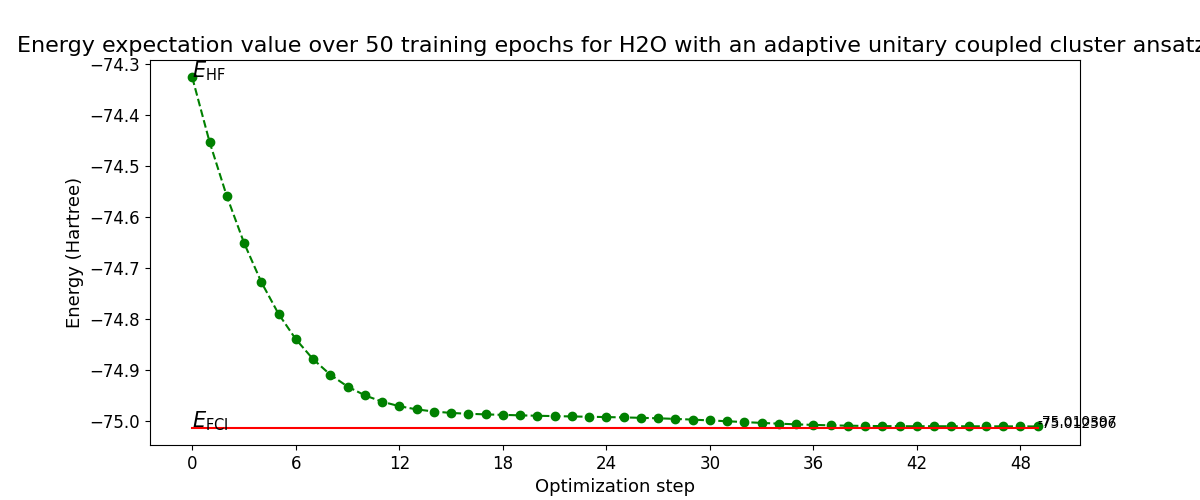 Energy expectation value over 50 training epochs for H2O with an adaptive unitary coupled cluster ansatz
−74.3
−74.4
−74.5
−74.6
−74.7
−74.8
−74.9
−75.0
Energy (Hartree)
E_HF
E_FCI
0 6 12 18 24 30 36 42 48
Optimization step